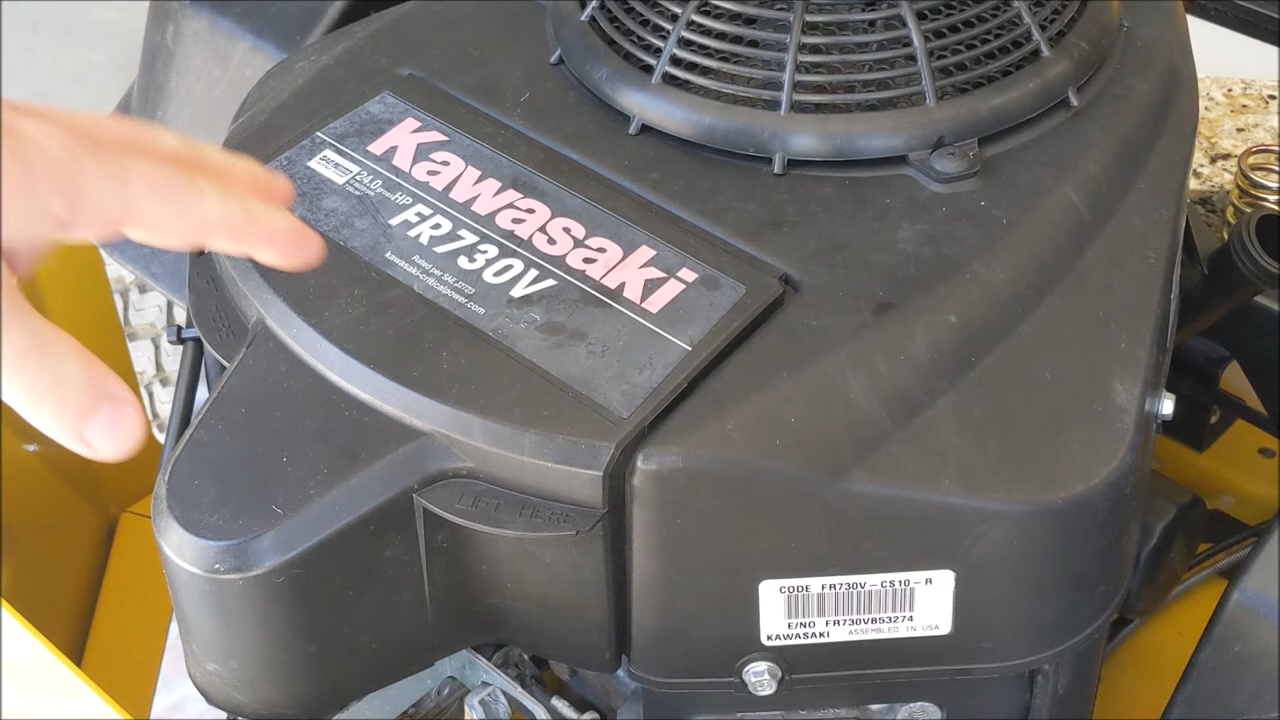 Kawasaki
24.0 gross HP
FR730V
Rated per SAE J2723
kawasaki-criticalpower.com
LIFT HERE
HERE
CODE FR730V-CS10-R
E/NO FR730VB53274
KAWASAKI ASSEMBLED IN USA